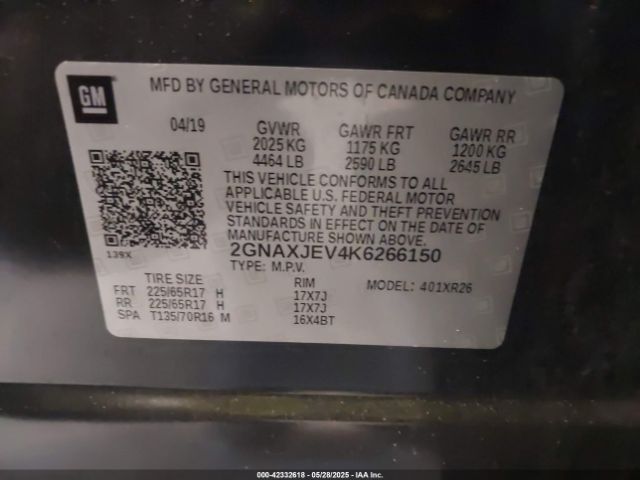 GM
MFD BY GENERAL MOTORS OF CANADA COMPANY
04/19 GVWR GAWR FRT GAWR RR
2025 KG 1175 KG 1200 KG
4464 LB 2590 LB 2645 LB
THIS VEHICLE CONFORMS TO ALL
APPLICABLE U.S. FEDERAL MOTOR
VEHICLE SAFETY AND THEFT PREVENTION
STANDARDS IN EFFECT ON THE DATE OF
MANUFACTURE SHOWN ABOVE.
139X
2GNAXJEV4K6266150
TYPE: M.P.V.
TIRE SIZE RIM MODEL: 401XR26
FRT 225/65R17 H 17X7J
RR 225/65R17 H 17X7J
SPA T135/70R16 M 16X4BT
000-42332618 - 05/28/2025 - IAA Inc.